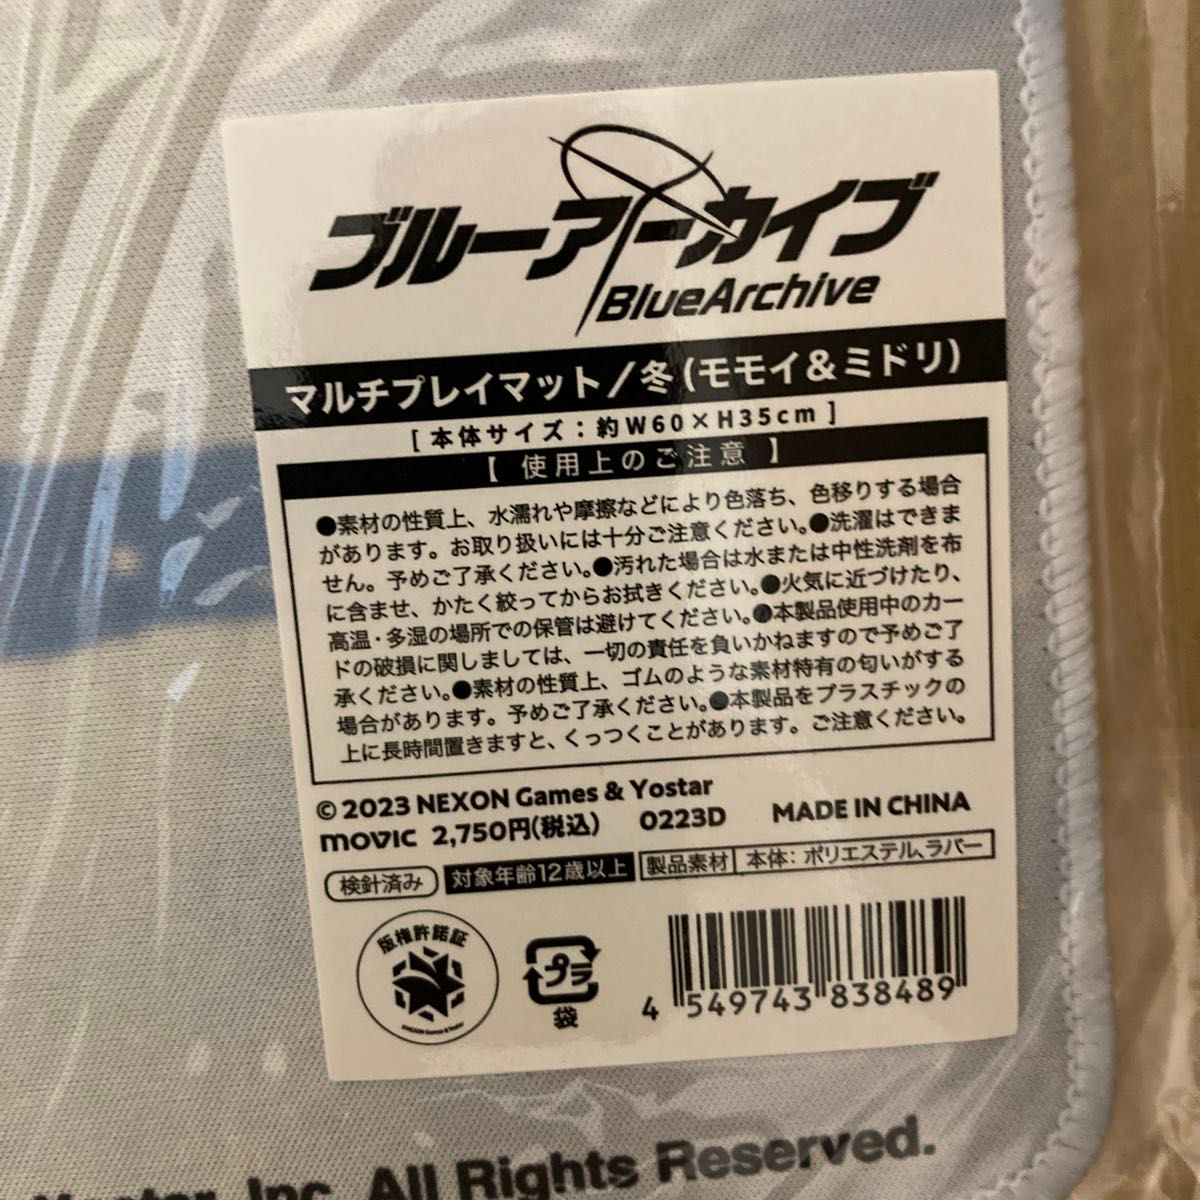 ブルーアーカイブ
BlueArchive
マルチプレイマット/冬(モモイ&ミドリ)
[本体サイズ:約W60×H35cm]
【使用上のご注意】
●素材の性質上、水濡れや摩擦などにより色落ち、色移りする場合
があります。お取り扱いには十分ご注意ください。●洗濯はできま
せん。予めご了承ください。●汚れた場合は水または中性洗剤を布
に含ませ、かたく絞ってからお拭きください。●火気に近づけたり、
高温・多湿の場所での保管は避けてください。●本製品使用中のカー
ドの破損に関しましては、一切の責任を負いかねますので予めご了
承ください。●素材の性質上、ゴムのような素材特有の匂いがする
場合があります。予めご了承ください。●本製品をプラスチックの
上に長時間置きますと、くっつくことがあります。ご注意ください。
© 2023 NEXON Games & Yostar
movic 2,750円(税込) 0223D MADE IN CHINA
検針済み 対象年齢12歳以上 製品素材 本体:ポリエステル、ラバー
版権許諾証
©NEXON Games & Yostar
プラ
袋
4 549743 838489
Yostar, Inc. All Rights Reserved.